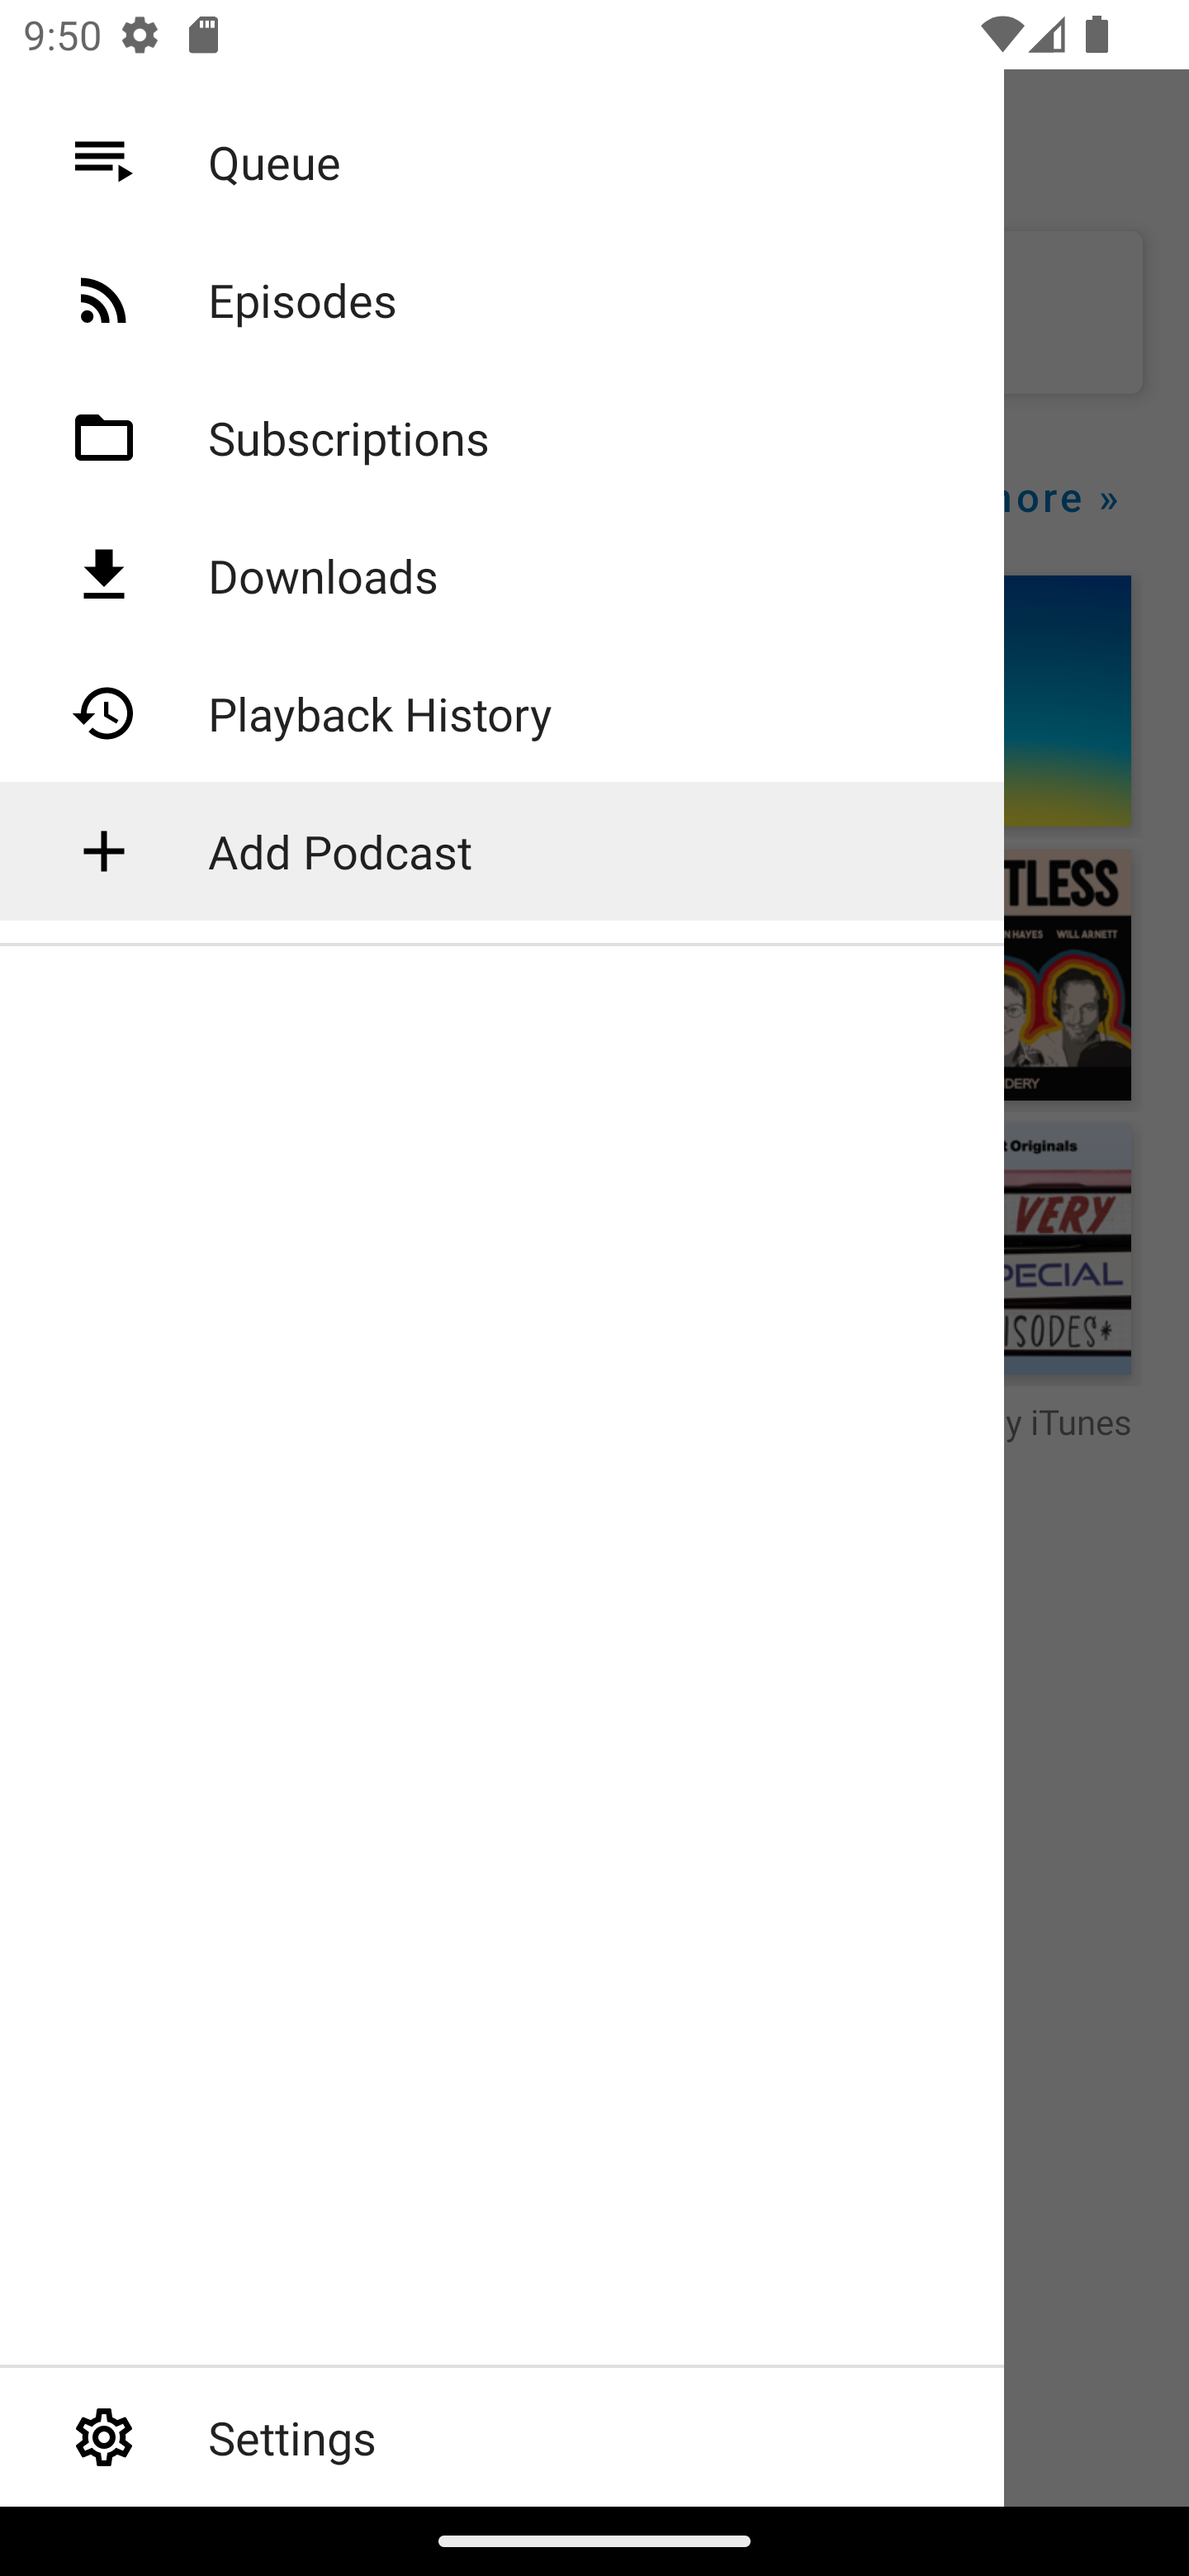 9:50
Queue
Episodes
Subscriptions
more »
Downloads
Playback History
Add Podcast
TLESS
N HAYES WILL ARNETT
DERY
Originals
VERY
PECIAL
ISODES*
y iTunes
Settings